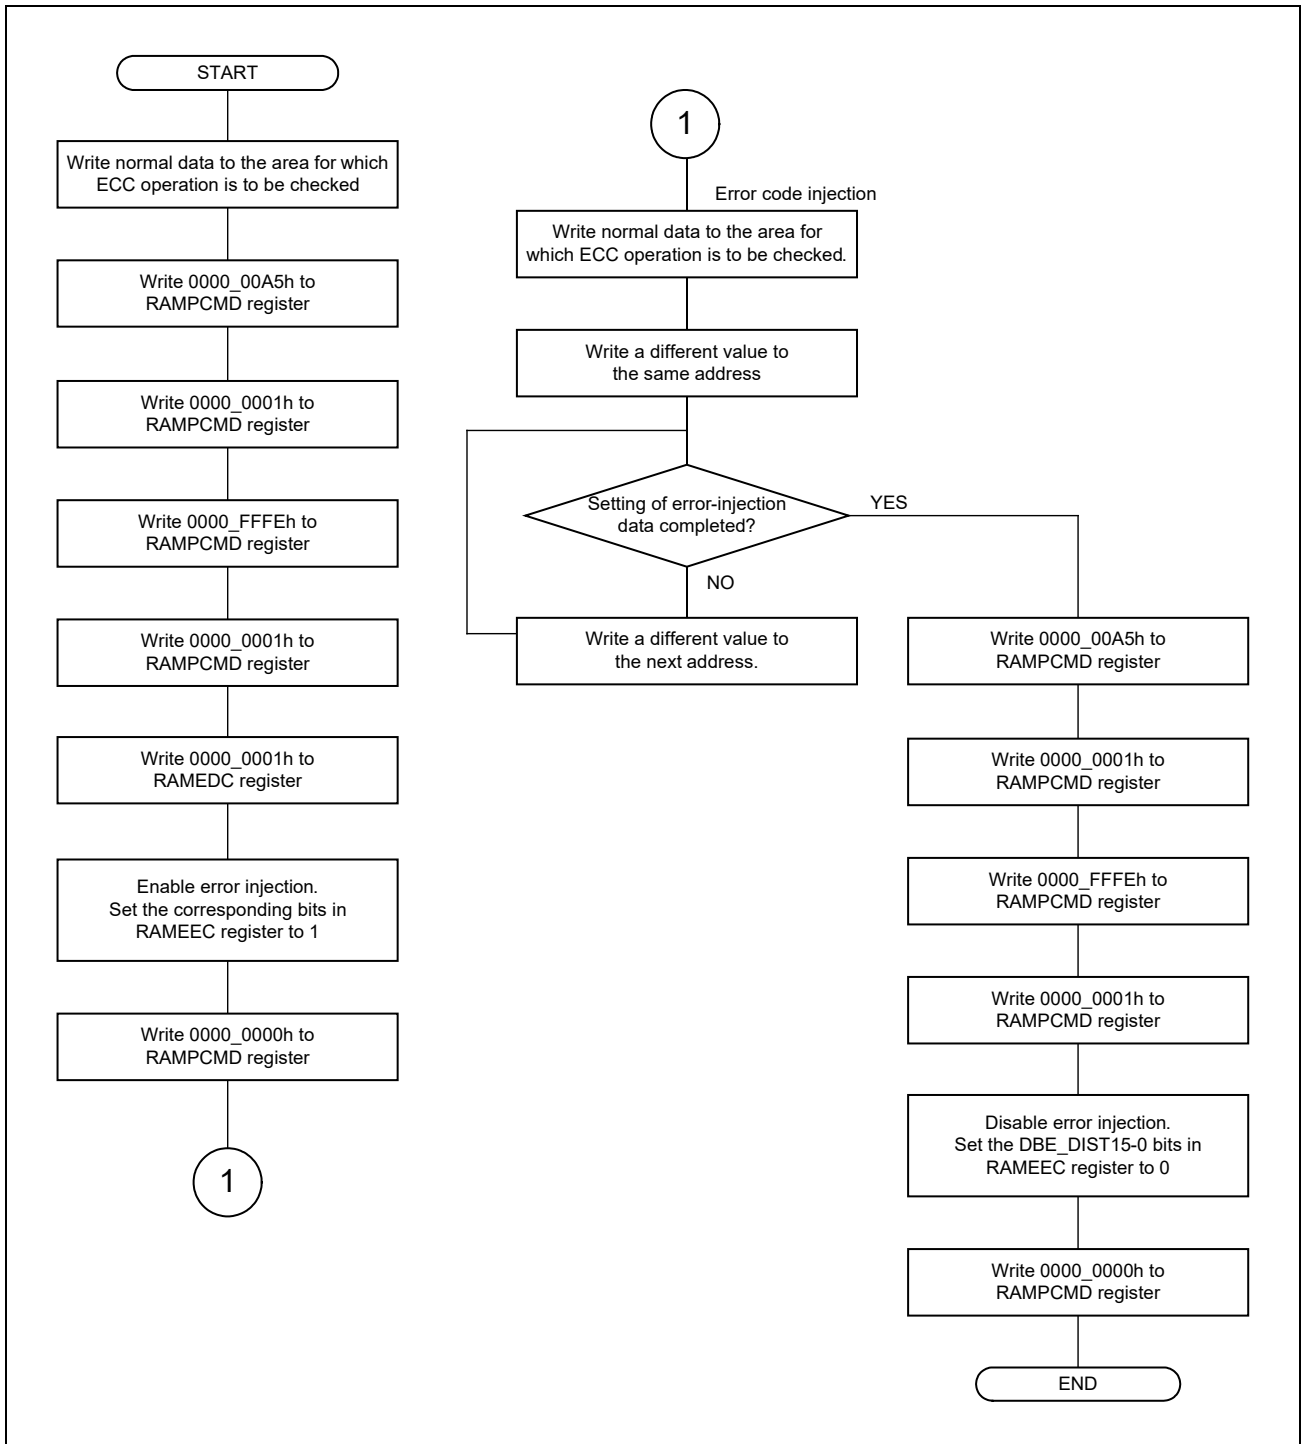 START
Write normal data to the area for which
ECC operation is to be checked
Write 0000_00A5h to
RAMPCMD register
Write 0000_0001h to
RAMPCMD register
Write 0000_FFFEh to
RAMPCMD register
Write 0000_0001h to
RAMPCMD register
Write 0000_0001h to
RAMEDC register
Enable error injection.
Set the corresponding bits in
RAMEEC register to 1
Write 0000_0000h to
RAMPCMD register
1
1
Error code injection
Write normal data to the area for
which ECC operation is to be checked.
Write a different value to
the same address
Setting of error-injection
data completed?
YES
NO
Write a different value to
the next address.
Write 0000_00A5h to
RAMPCMD register
Write 0000_0001h to
RAMPCMD register
Write 0000_FFFEh to
RAMPCMD register
Write 0000_0001h to
RAMPCMD register
Disable error injection.
Set the DBE_DIST15-0 bits in
RAMEEC register to 0
Write 0000_0000h to
RAMPCMD register
END